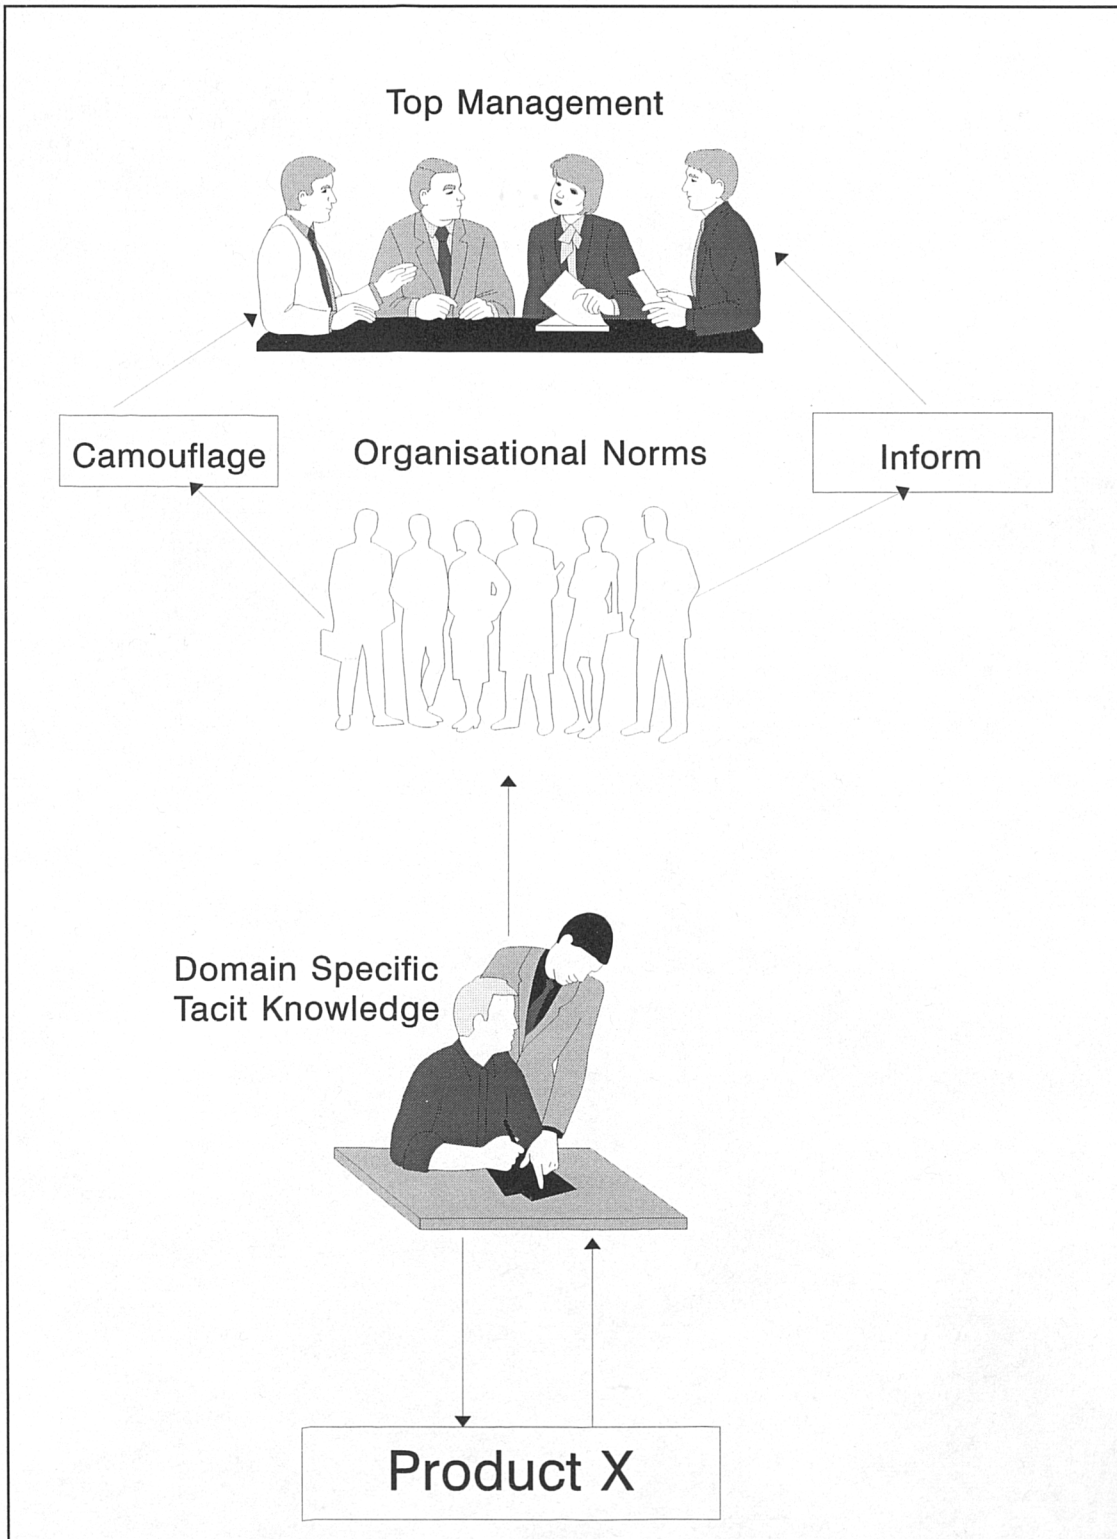 Top Management
Camouflage
Organisational Norms
Inform
Domain Specific
Tacit Knowledge
Product X